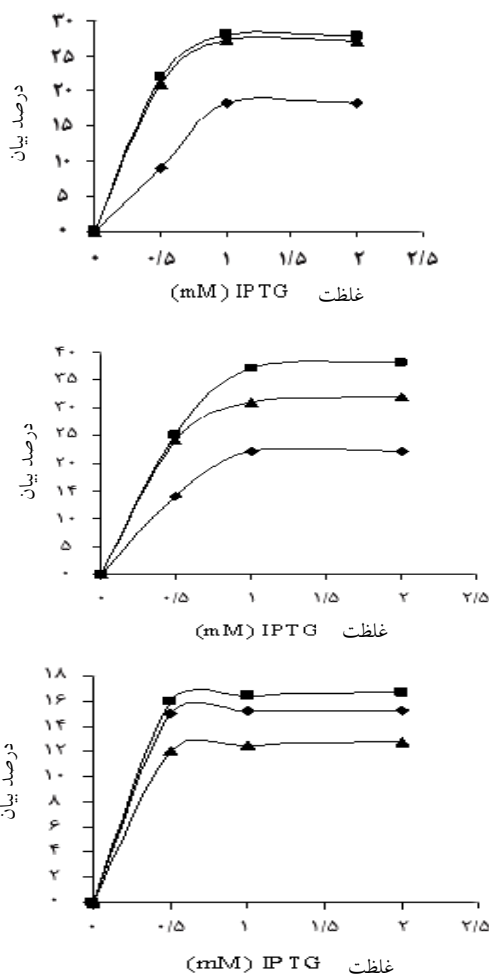 درصد بیان
۳۰
۲۵
۲۰
۱۵
۱۰
۵
۰
۰ ۰/۵ ۱ ۱/۵ ۲ ۲/۵
غلظت IPTG (mM)
درصد بیان
۴۰
۳۵
۳۰
۲۵
۲۰
۱۴
۱۰
۵
۰
۰ ۰/۵ ۱ ۱/۵ ۲ ۲/۵
غلظت IPTG (mM)
درصد بیان
۱۸
۱۶
۱۴
۱۲
۱۰
۸
۶
۴
۲
۰
۰ ۰/۵ ۱ ۱/۵ ۲ ۲/۵
غلظت IPTG (mM)